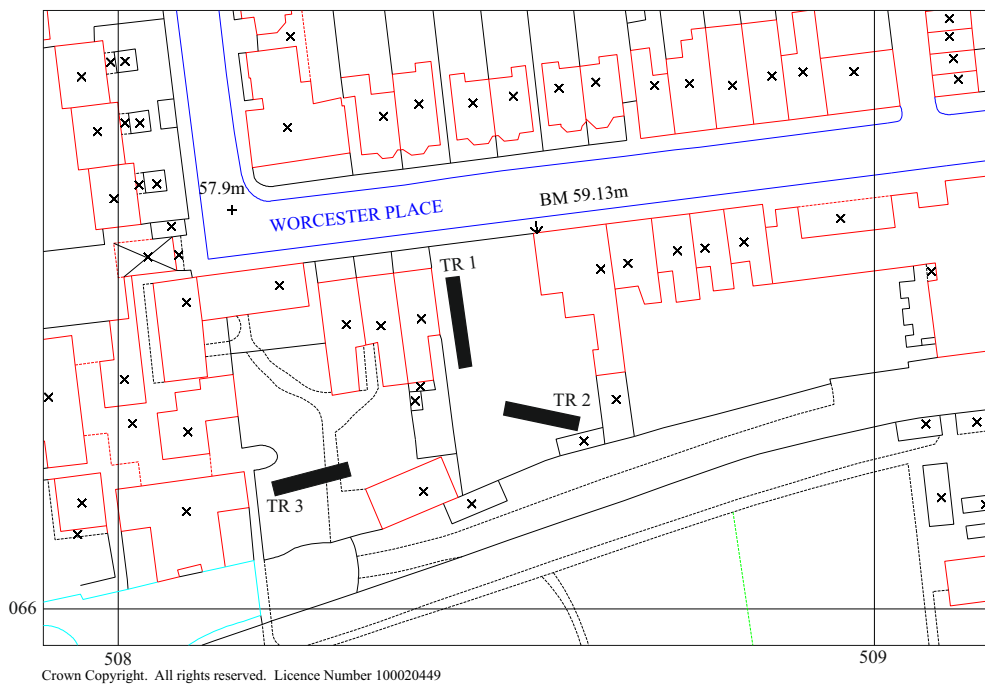 57.9m
BM 59.13m
WORCESTER PLACE
TR 1
TR 2
TR 3
066
508
509
Crown Copyright. All rights reserved. Licence Number 100020449